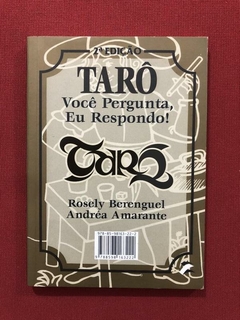 2ª EDIÇÃO
TARÔ
Você Pergunta,
Eu Respondo!
Tarô
Rosely Berenguel
Andréa Amarante